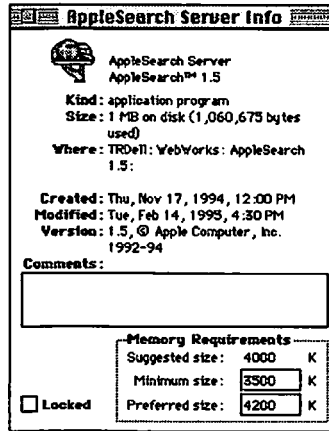 AppleSearch Server Info
AppleSearch Server
AppleSearch™ 1.5
Kind: application program
Size: 1 MB on disk (1,060,675 bytes
used)
Where: TRDell: WebWorks: AppleSearch
1.5:
Created: Thu, Nov 17, 1994, 12:00 PM
Modified: Tue, Feb 14, 1995, 4:30 PM
Version: 1.5, © Apple Computer, Inc.
1992-94
Comments:
Memory Requirements
Suggested size: 4000 K
Minimum size: 3500 K
Locked Preferred size: 4200 K